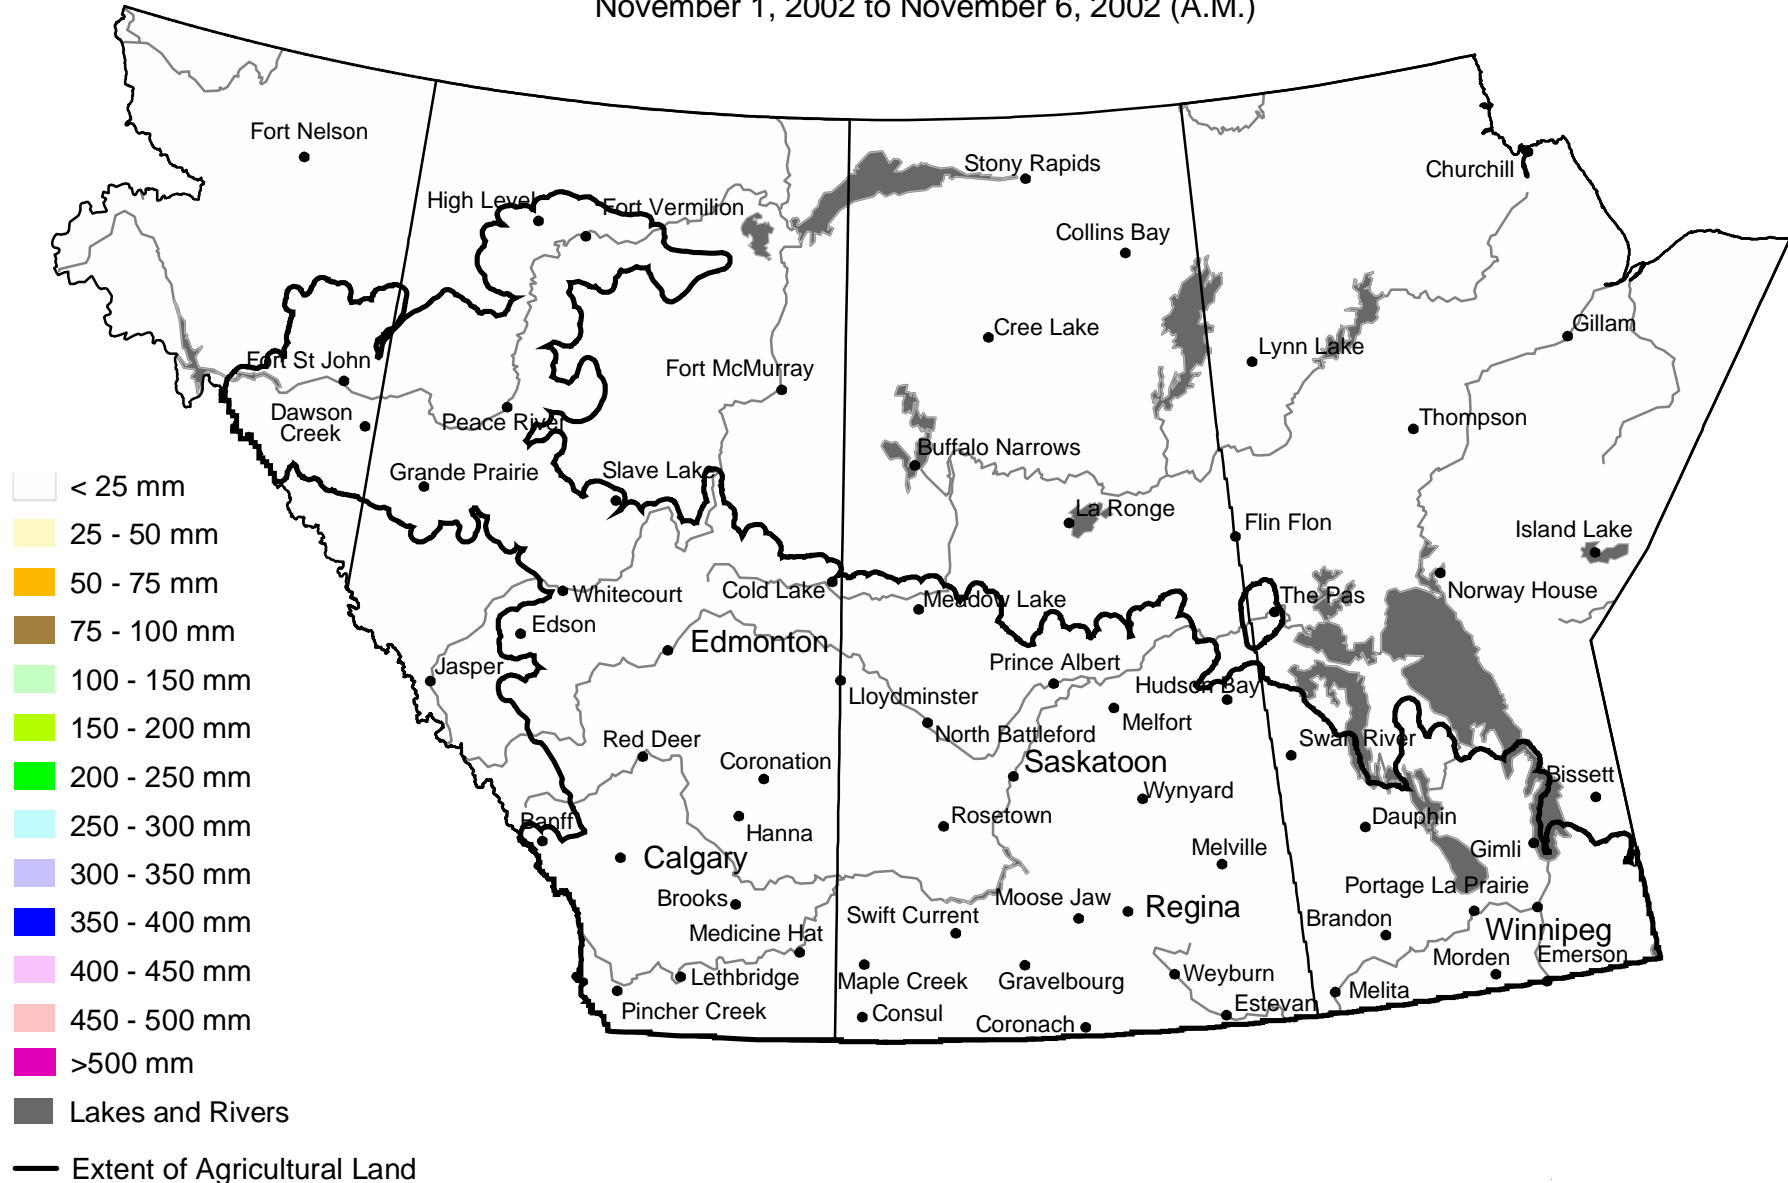 November 1, 2002 to November 6, 2002 (A.M.)
Fort Nelson
Stony Rapids
Churchill
High Level
Fort Vermilion
Collins Bay
Gillam
Cree Lake
Lynn Lake
Fort St John
Fort McMurray
Dawson
Creek
Peace River
Thompson
Buffalo Narrows
Grande Prairie
Slave Lake
La Ronge
Flin Flon
Island Lake
Whitecourt
Cold Lake
Meadow Lake
The Pas
Norway House
Edson
Edmonton
Jasper
Prince Albert
Hudson Bay
Lloydminster
Melfort
North Battleford
Red Deer
Swan River
Coronation
Saskatoon
Bissett
Wynyard
Banff
Hanna
Rosetown
Dauphin
Calgary
Melville
Gimli
Brooks
Moose Jaw
Portage La Prairie
Swift Current
Regina
Brandon
Medicine Hat
Winnipeg
Lethbridge
Maple Creek
Gravelbourg
Weyburn
Morden
Emerson
Pincher Creek
Consul
Coronach
Estevan
Melita
< 25 mm
25 - 50 mm
50 - 75 mm
75 - 100 mm
100 - 150 mm
150 - 200 mm
200 - 250 mm
250 - 300 mm
300 - 350 mm
350 - 400 mm
400 - 450 mm
450 - 500 mm
>500 mm
Lakes and Rivers
Extent of Agricultural Land